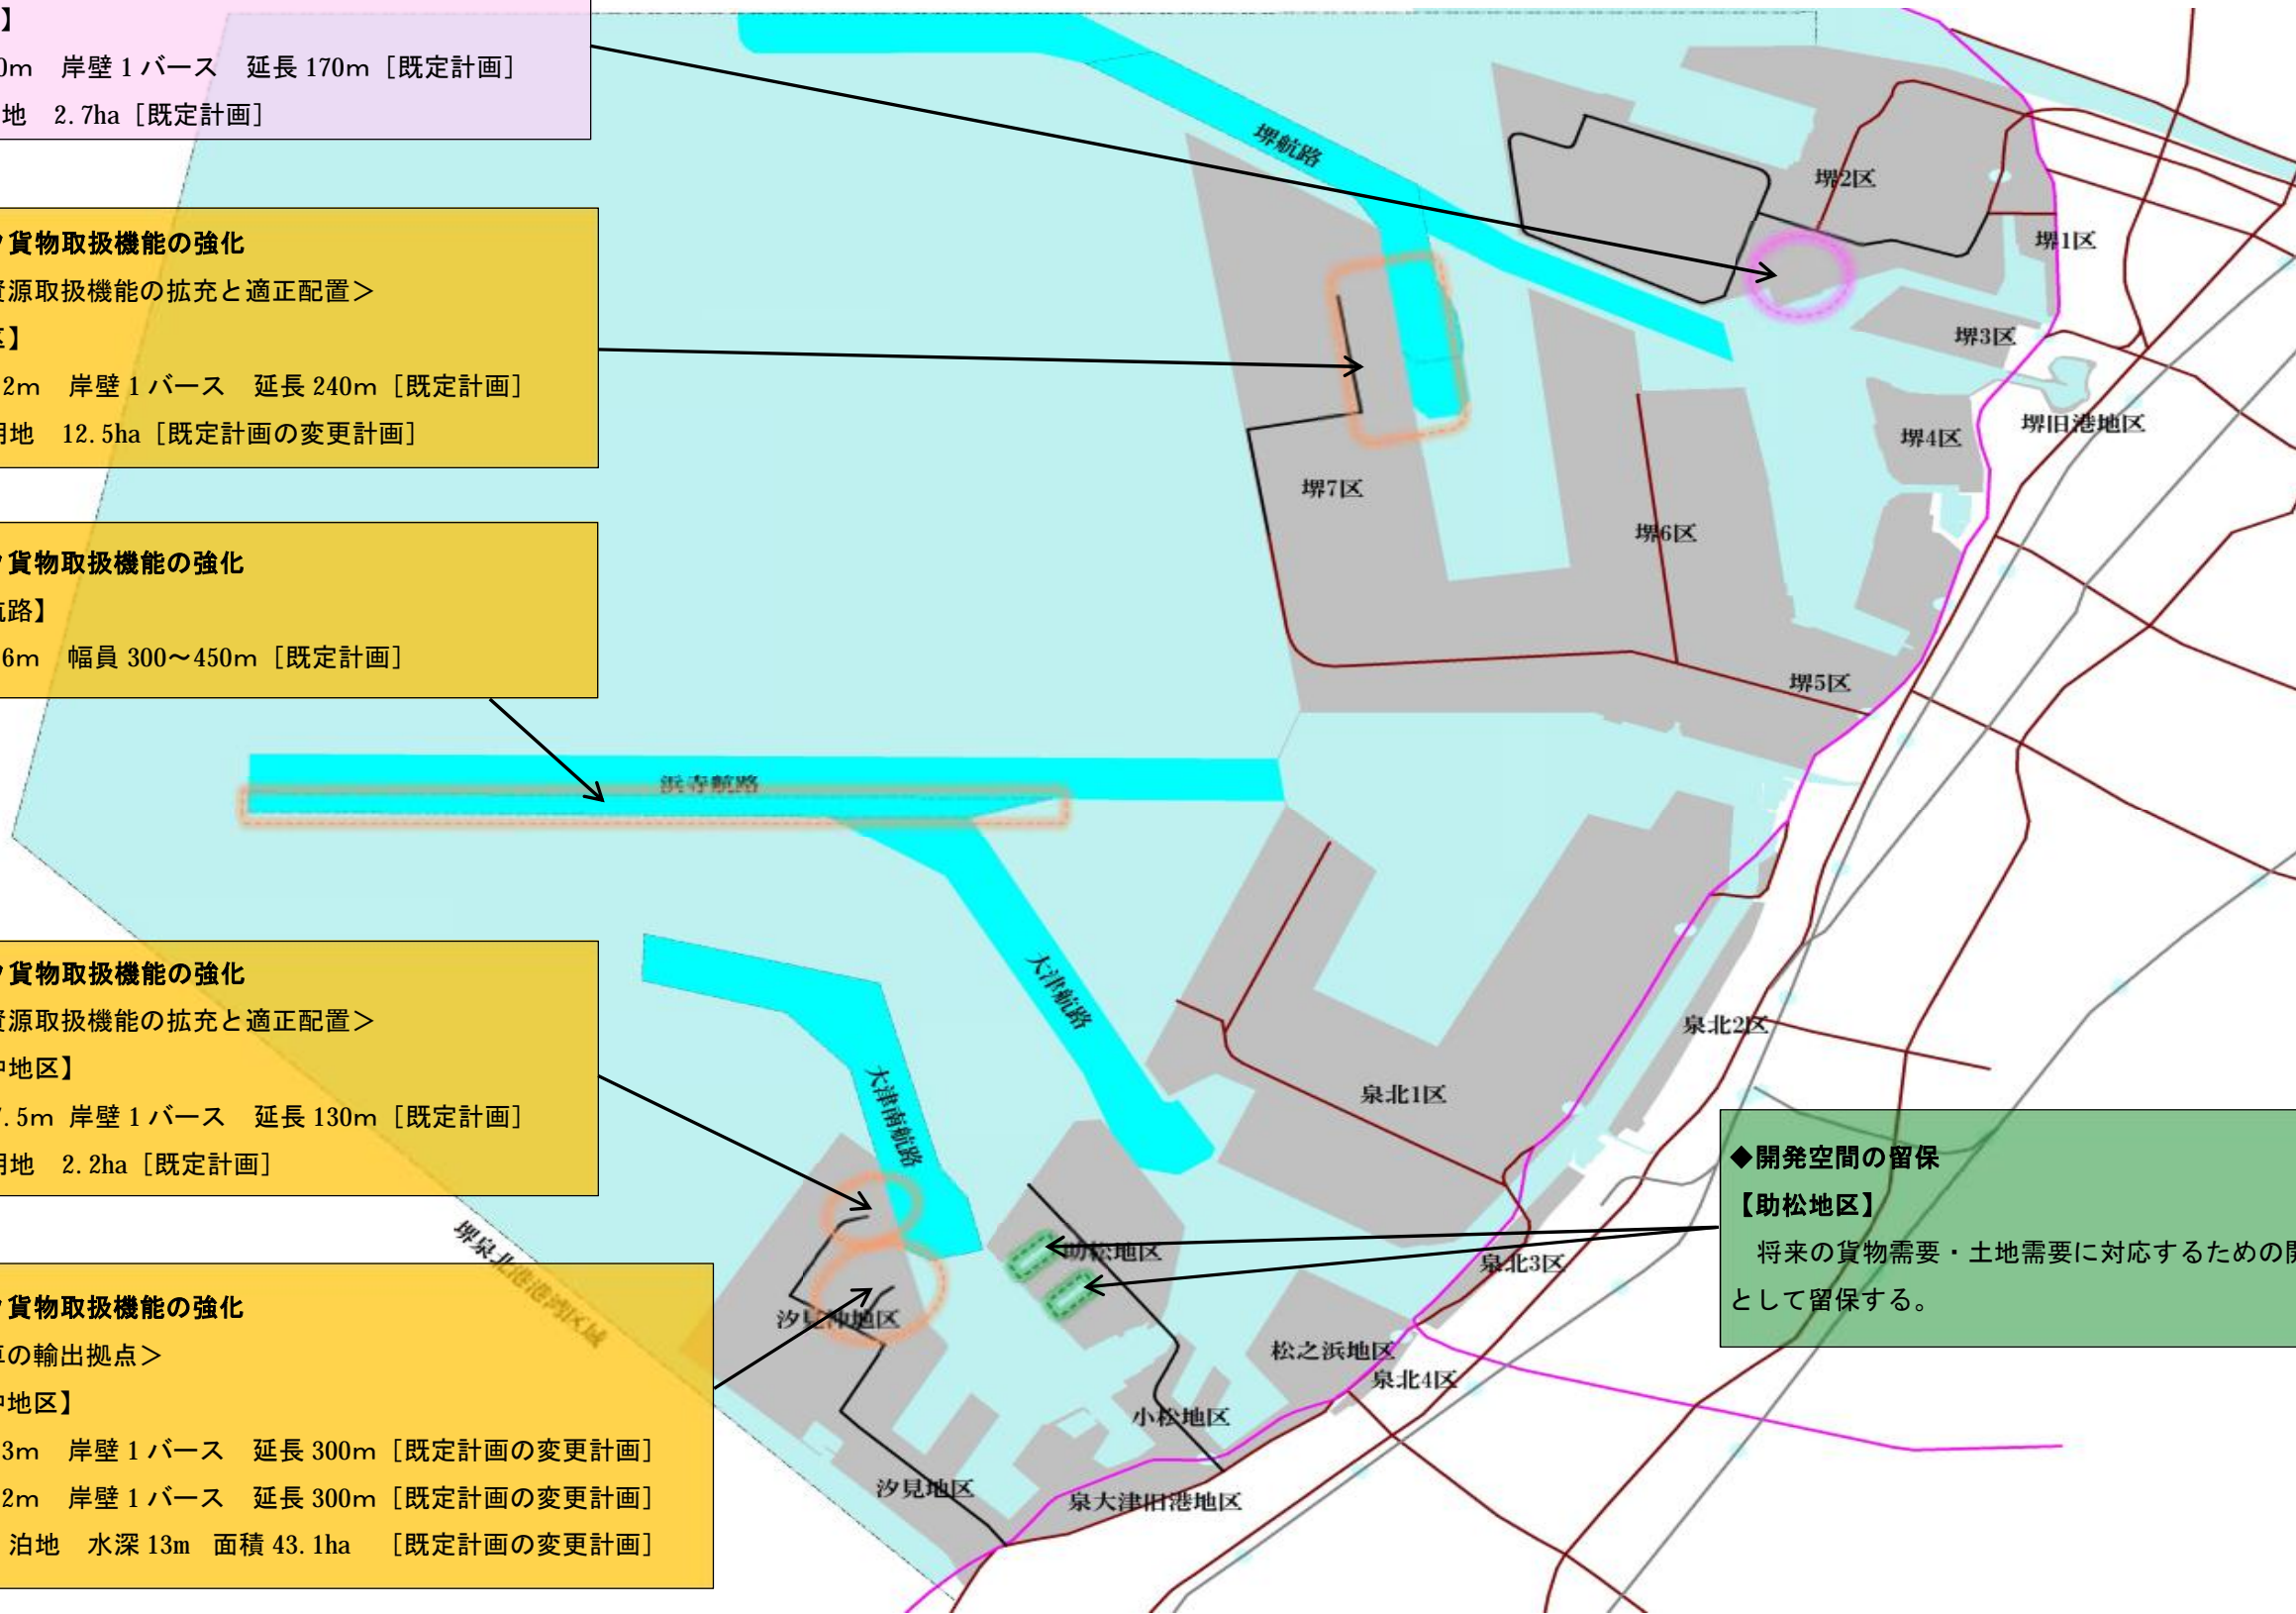 】
0m 岸壁 1 バース 延長 170m［既定計画］
地 2.7ha［既定計画］
貨物取扱機能の強化
資源取扱機能の拡充と適正配置＞
区】
2m 岸壁 1 バース 延長 240m［既定計画］
用地 12.5ha［既定計画の変更計画］
貨物取扱機能の強化
航路】
6m 幅員 300～450m［既定計画］
貨物取扱機能の強化
資源取扱機能の拡充と適正配置＞
沖地区】
7.5m 岸壁 1 バース 延長 130m［既定計画］
用地 2.2ha［既定計画］
貨物取扱機能の強化
車の輸出拠点＞
沖地区】
3m 岸壁 1 バース 延長 300m［既定計画の変更計画］
2m 岸壁 1 バース 延長 300m［既定計画の変更計画］
泊地 水深 13m 面積 43.1ha ［既定計画の変更計画］
◆開発空間の留保
【助松地区】
将来の貨物需要・土地需要に対応するための開
として留保する。
堺航路
堺2区
堺1区
堺3区
堺旧港地区
堺4区
堺7区
堺6区
堺5区
浜寺航路
大津航路
大津南航路
泉北2区
泉北1区
助松地区
泉北3区
汐見沖地区
松之浜地区
泉北4区
小松地区
汐見地区
泉大津旧港地区
堺泉北港港湾区域